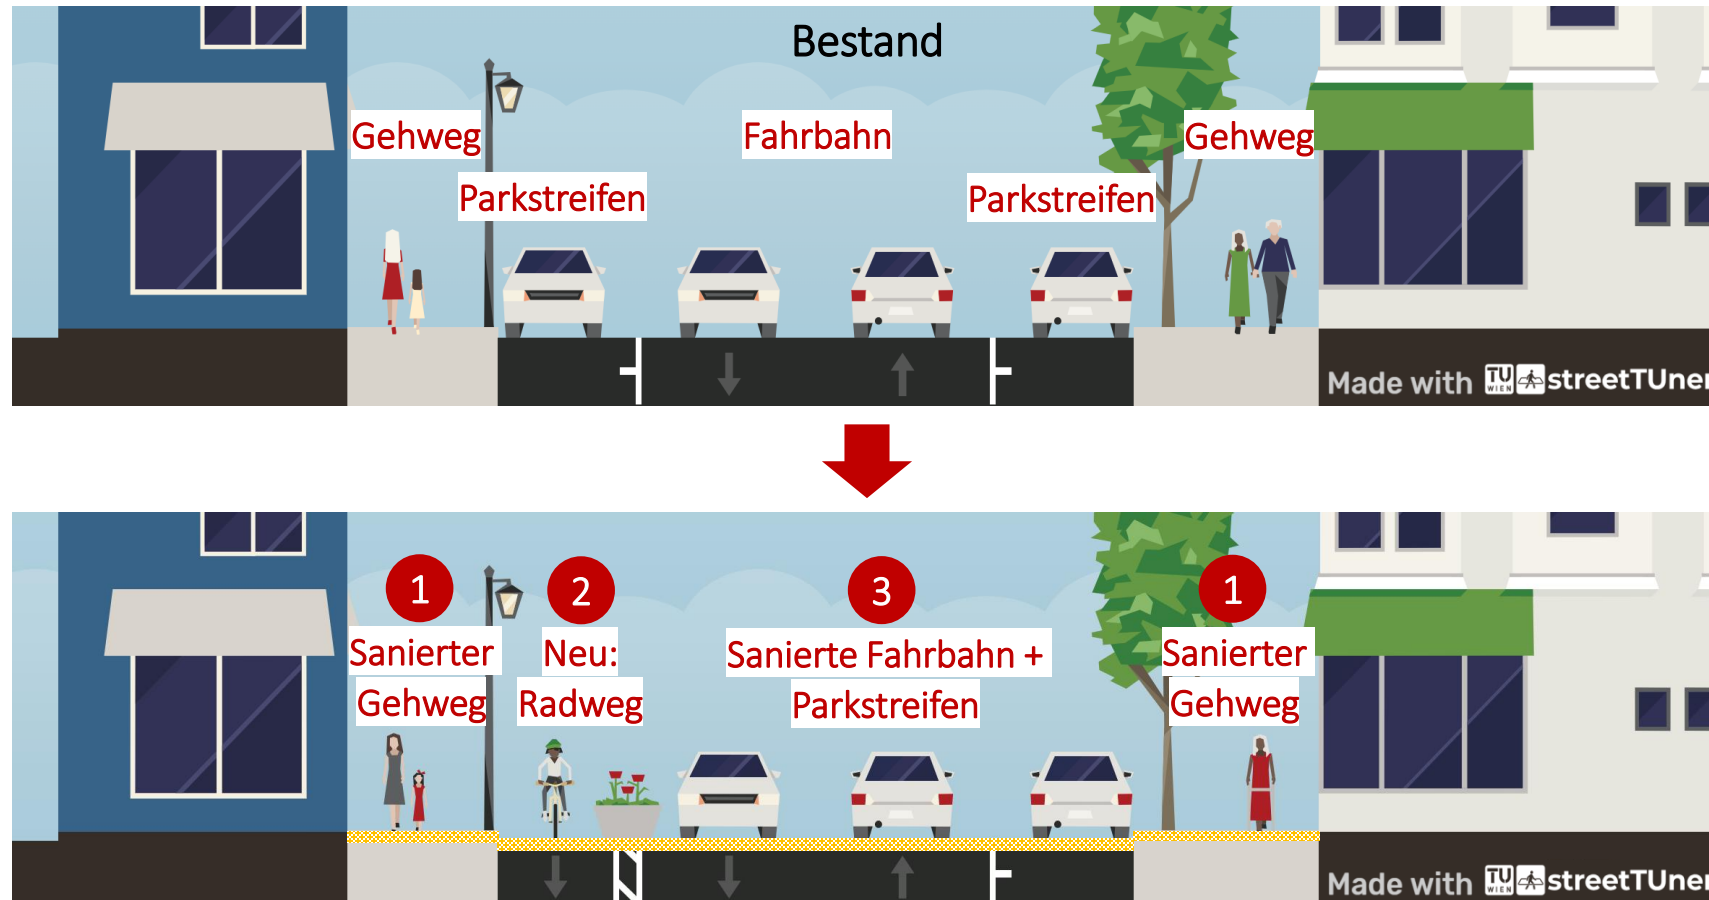 Bestand
Gehweg
Fahrbahn
Gehweg
Parkstreifen
Parkstreifen
Made with TU WIEN streetTUner
1
2
3
1
Sanierter
Gehweg
Neu:
Radweg
Sanierte Fahrbahn +
Parkstreifen
Sanierter
Gehweg
Made with TU WIEN streetTUner